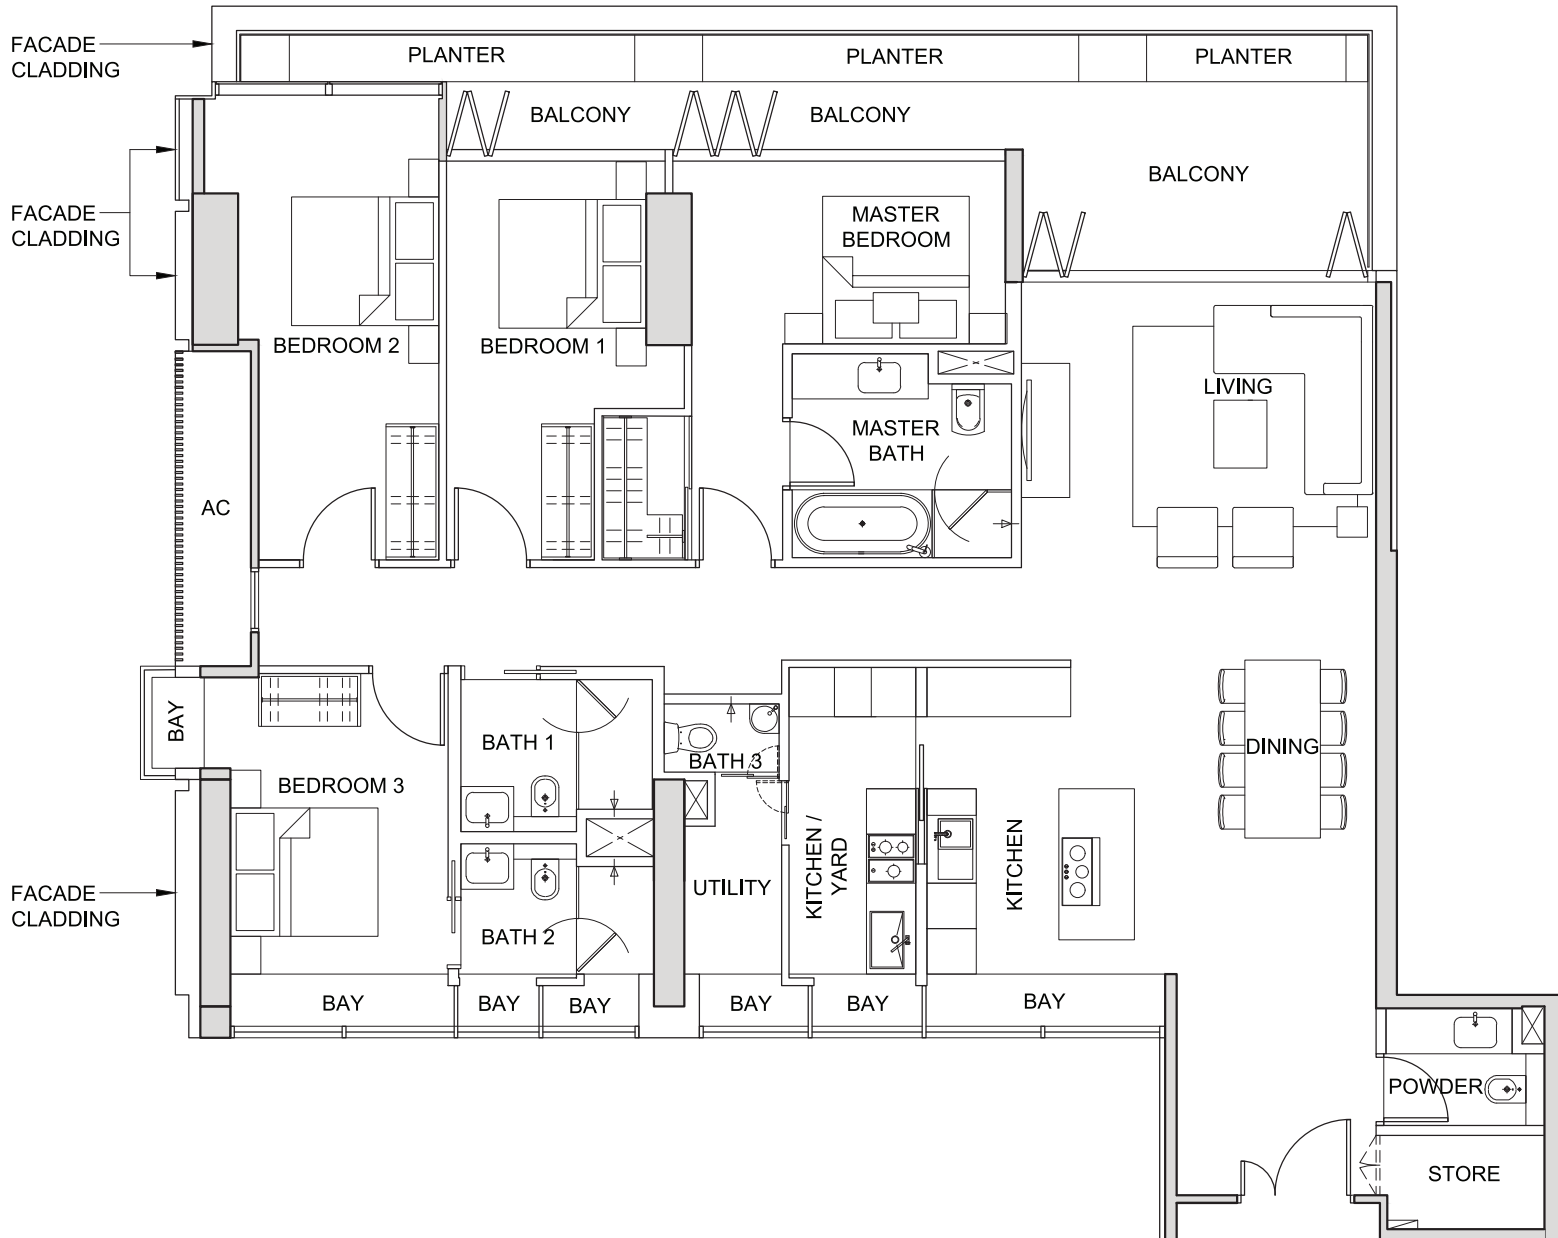 FACADE
CLADDING
PLANTER
PLANTER
PLANTER
BALCONY
BALCONY
BALCONY
FACADE
CLADDING
MASTER
BEDROOM
BEDROOM 2
BEDROOM 1
LIVING
MASTER
BATH
AC
BAY
BATH 1
BATH 3
DINING
BEDROOM 3
KITCHEN /
YARD
KITCHEN
UTILITY
FACADE
CLADDING
BATH 2
BAY
BAY
BAY
BAY
BAY
BAY
POWDER
STORE